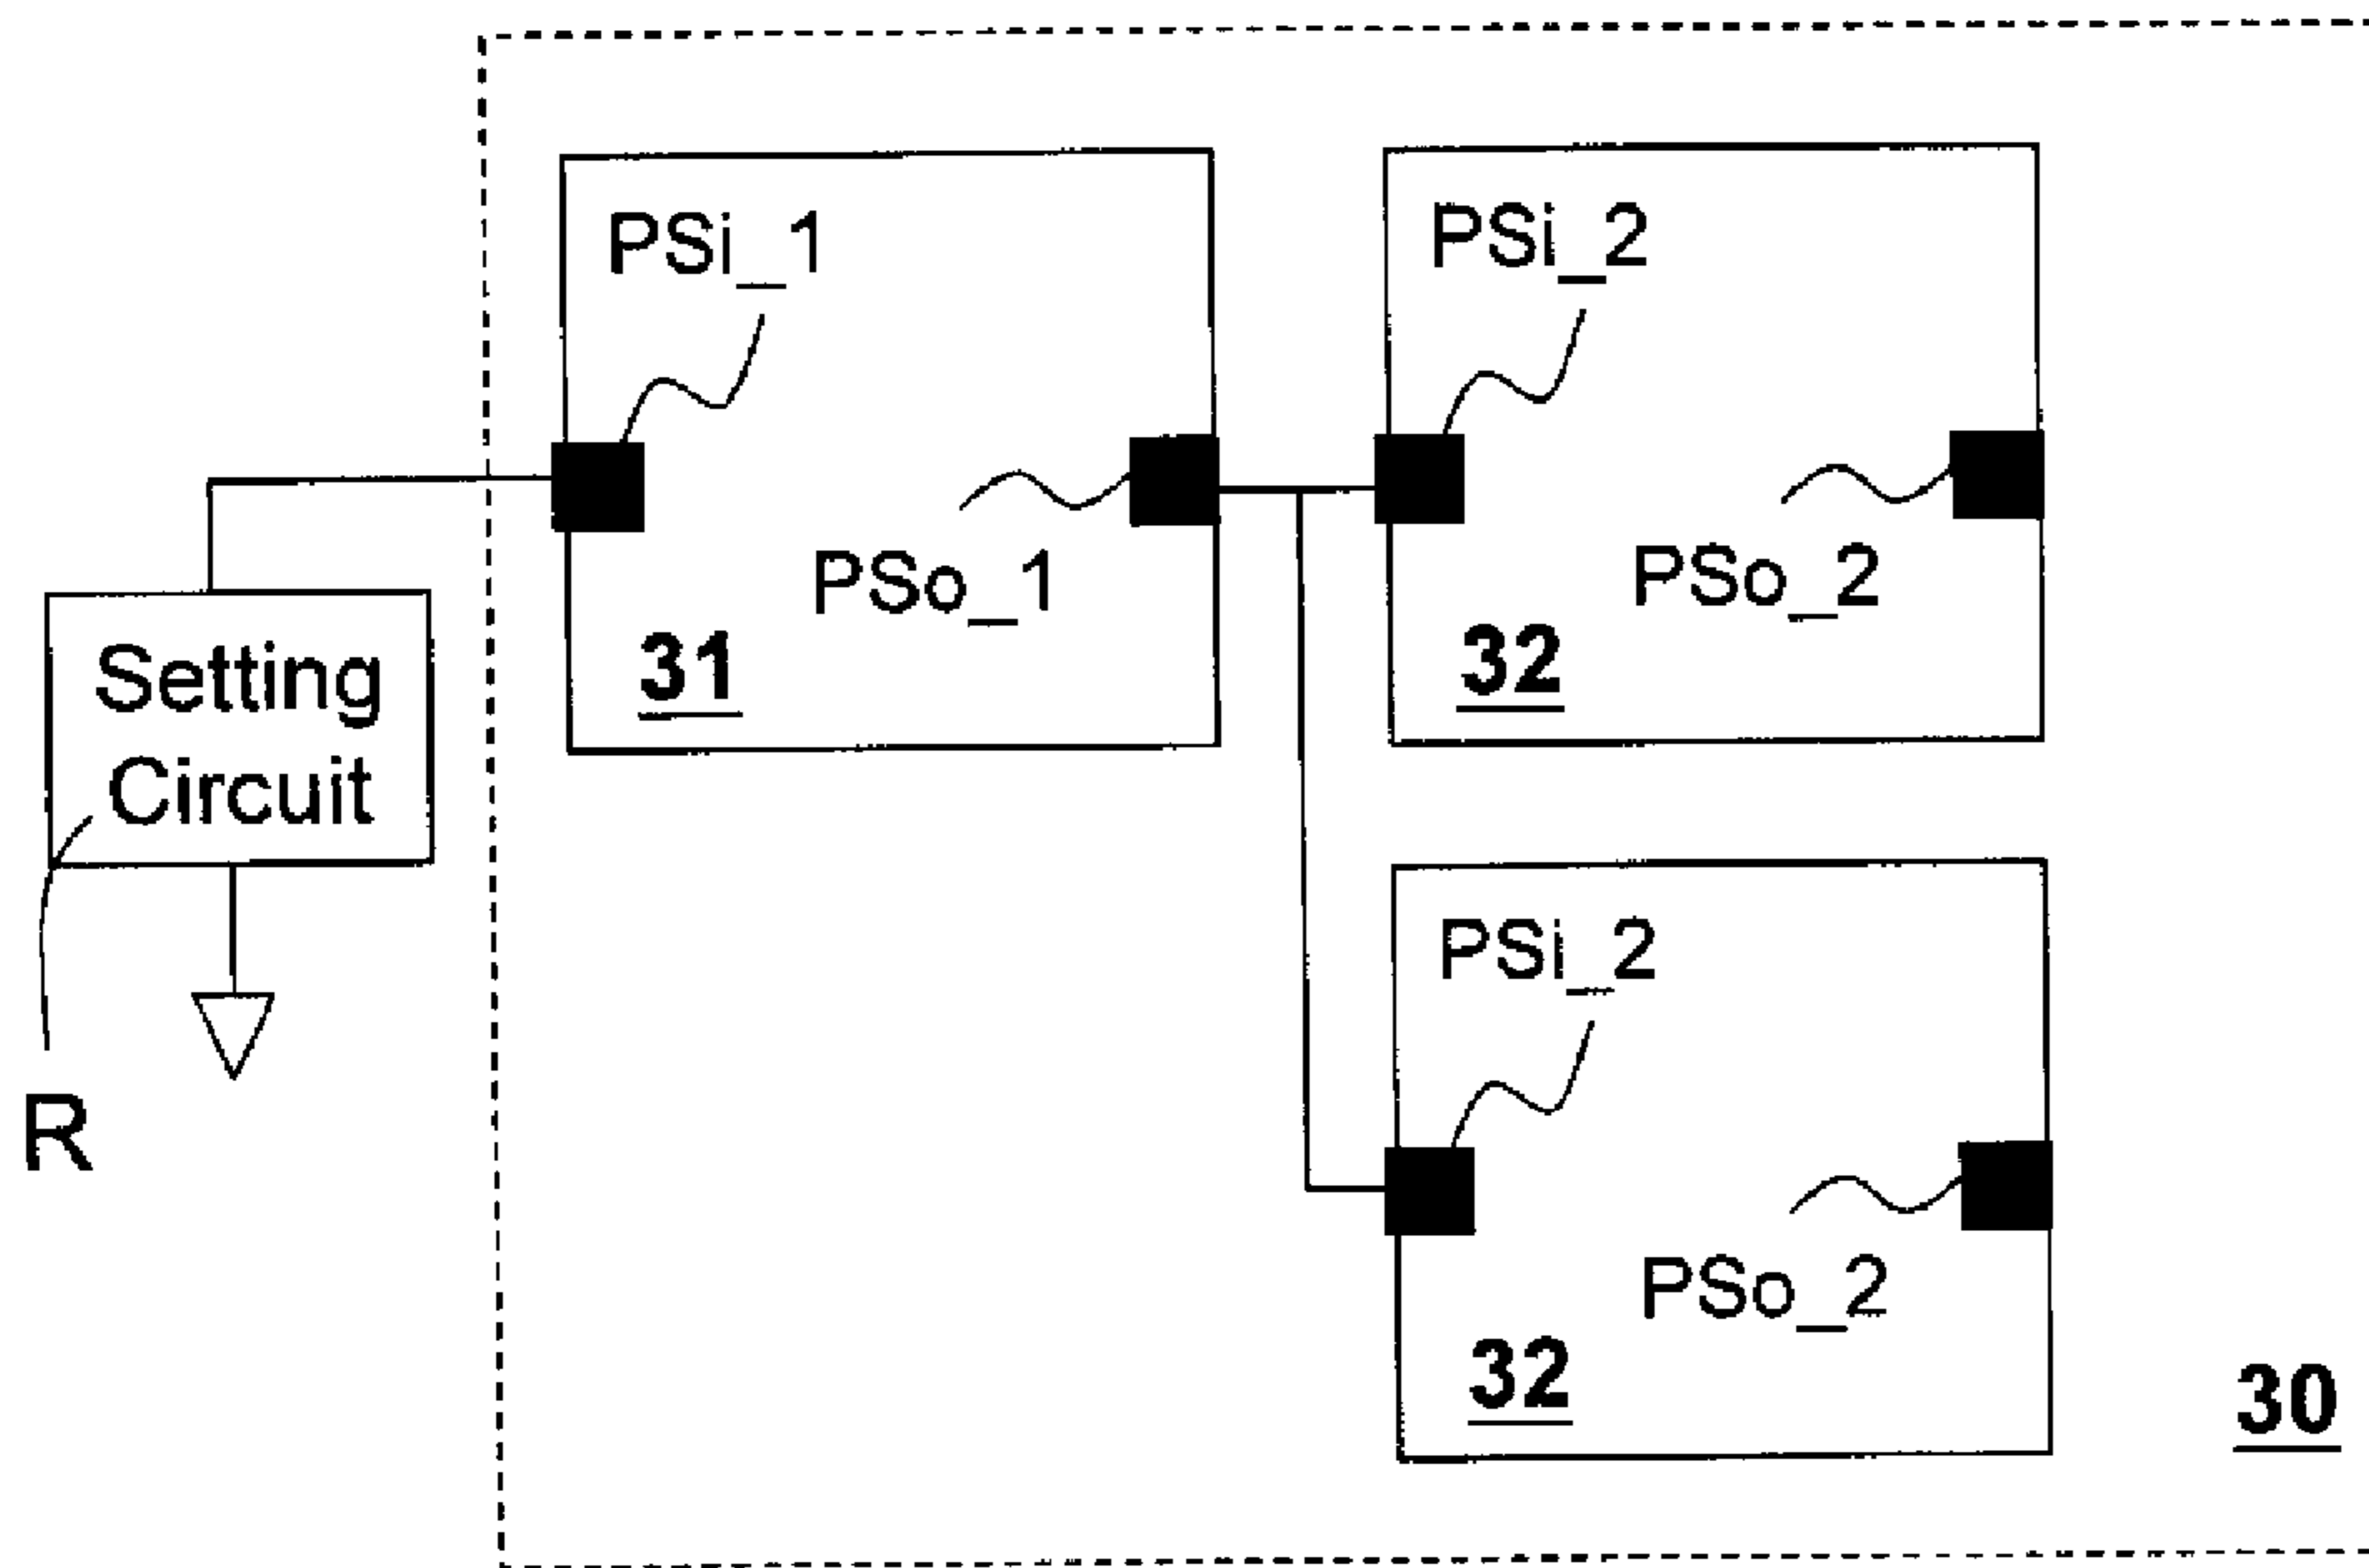 PSi_1
PSo_1
31
PSi_2
PSo_2
32
Setting
Circuit
R
PSi_2
PSo_2
32
30